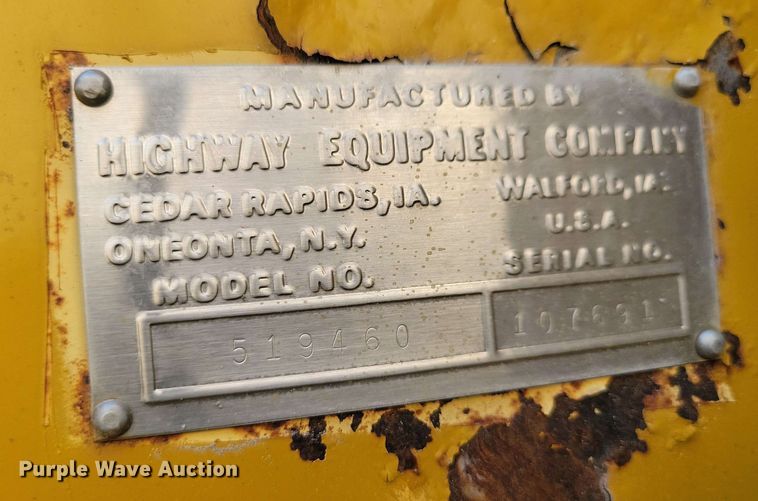 MANUFACTURED BY
HIGHWAY EQUIPMENT COMPANY
CEDAR RAPIDS, IA. WALFORD, IA.
ONEONTA, N.Y. U.S.A.
MODEL NO. SERIAL NO.
519460 107691
Purple Wave Auction